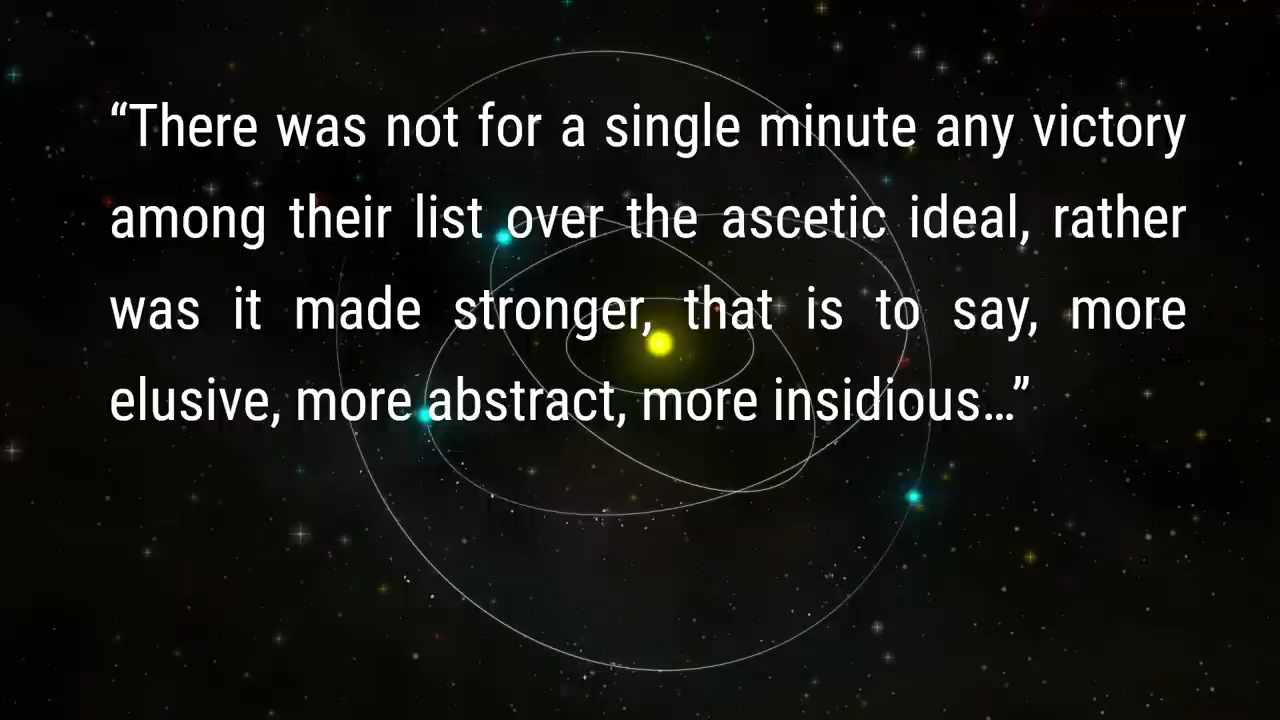 “There was not for a single minute any victory
among their list over the ascetic ideal, rather
was it made stronger, that is to say, more
elusive, more abstract, more insidious…”